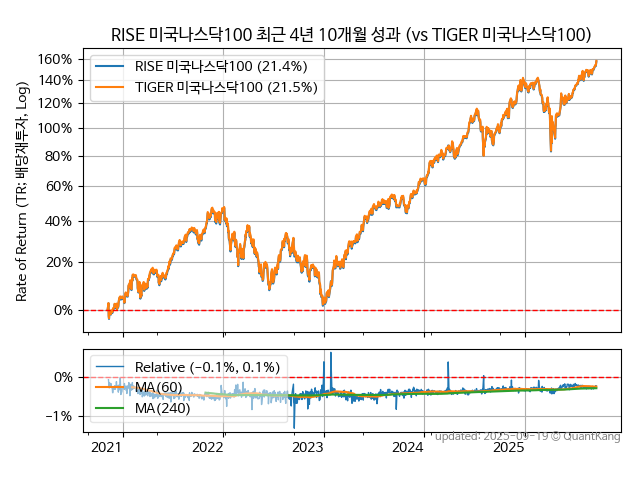 RISE 미국나스닥100 최근 4년 10개월 성과 (vs TIGER 미국나스닥100)
160%
140%
120%
100%
80%
60%
40%
20%
0%
Rate of Return (TR: 배당재투자, Log)
RISE 미국나스닥100 (21.4%)
TIGER 미국나스닥100 (21.5%)
0%
−1%
Relative (−0.1%, 0.1%)
MA(60)
MA(240)
2021 2022 2023 2024 2025
updated: 2025-09-19 © QuantKang